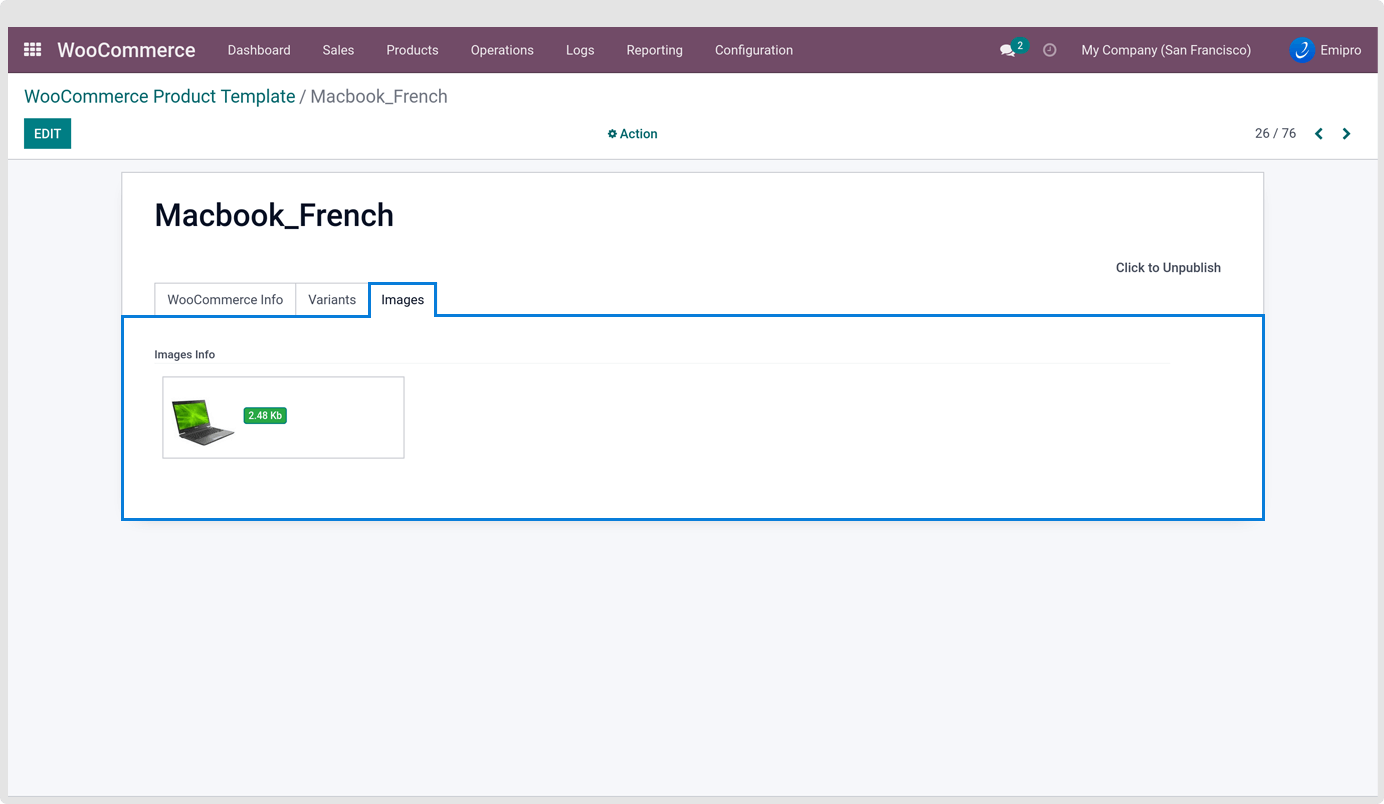 WooCommerce Dashboard Sales Products Operations Logs Reporting Configuration 2 My Company (San Francisco) Emipro
WooCommerce Product Template / Macbook_French
EDIT Action 26 / 76
Macbook_French
Click to Unpublish
WooCommerce Info Variants Images
Images Info
2.48 Kb